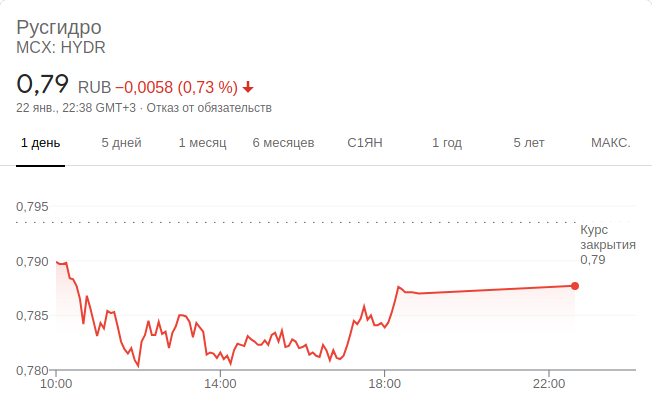 Русгидро
MCX: HYDR
0,79 RUB −0,0058 (0,73 %)
22 янв., 22:38 GMT+3 · Отказ от обязательств
1 день 5 дней 1 месяц 6 месяцев С1ЯН 1 год 5 лет МАКС.
0,795
Курс
закрытия
0,79
0,790
0,785
0,780
10:00 14:00 18:00 22:00